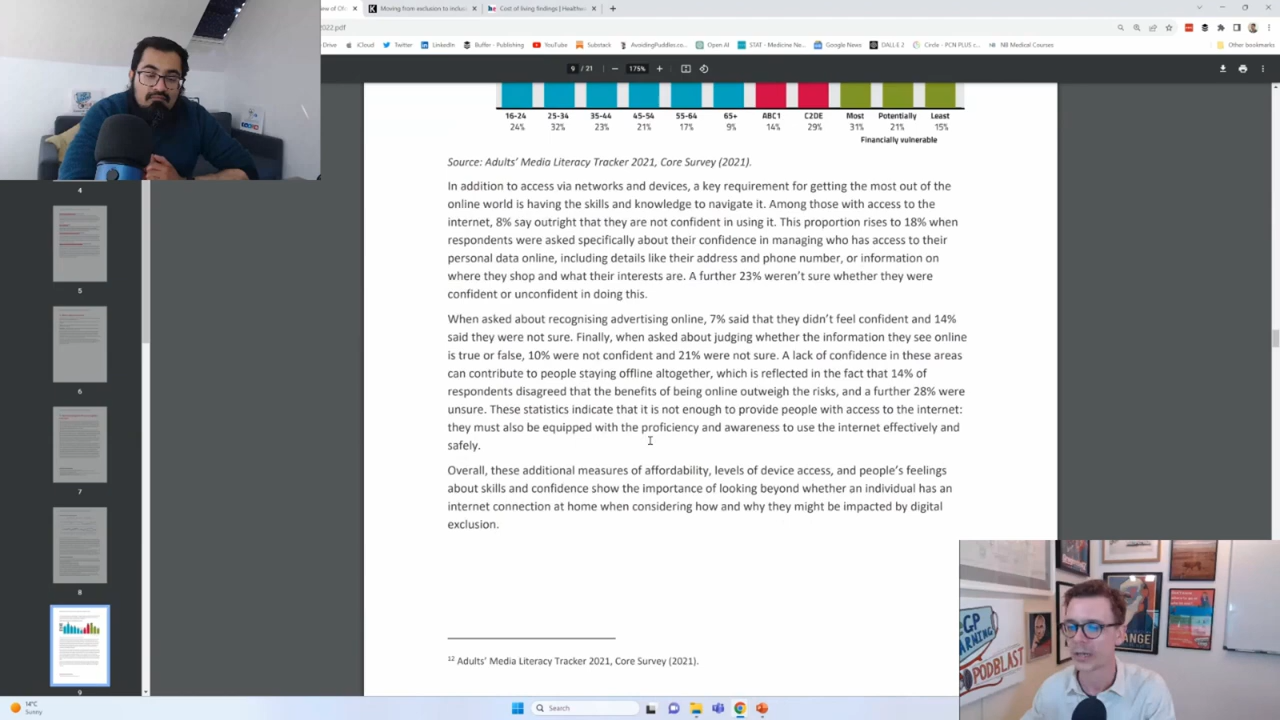 Moving from exclusion to inclus
Cost of living findings | Healthw
2022.pdf
Drive
iCloud
Twitter
LinkedIn
Buffer - Publishing
YouTube
Substack
AvoidingPuddles.co...
Open AI
STAT - Medicine Ne...
Google News
DALL·E 2
Circle - PCN PLUS c...
NB Medical Courses
Other bookmarks
9 / 21
175%
16-24 25-34 35-44 45-54 55-64 65+ ABC1 C2DE Most Potentially Least
24% 32% 23% 21% 17% 9% 14% 29% 31% 21% 15%
Financially vulnerable
Source: Adults' Media Literacy Tracker 2021, Core Survey (2021).
In addition to access via networks and devices, a key requirement for getting the most out of the
online world is having the skills and knowledge to navigate it. Among those with access to the
internet, 8% say outright that they are not confident in using it. This proportion rises to 18% when
respondents were asked specifically about their confidence in managing who has access to their
personal data online, including details like their address and phone number, or information on
where they shop and what their interests are. A further 23% weren't sure whether they were
confident or unconfident in doing this.
When asked about recognising advertising online, 7% said that they didn't feel confident and 14%
said they were not sure. Finally, when asked about judging whether the information they see online
is true or false, 10% were not confident and 21% were not sure. A lack of confidence in these areas
can contribute to people staying offline altogether, which is reflected in the fact that 14% of
respondents disagreed that the benefits of being online outweigh the risks, and a further 28% were
unsure. These statistics indicate that it is not enough to provide people with access to the internet:
they must also be equipped with the proficiency and awareness to use the internet effectively and
safely.
Overall, these additional measures of affordability, levels of device access, and people's feelings
about skills and confidence show the importance of looking beyond whether an individual has an
internet connection at home when considering how and why they might be impacted by digital
exclusion.
12 Adults' Media Literacy Tracker 2021, Core Survey (2021).
4
5
6
7
8
9
GP
PODBLAST
14°C
Sunny
Search